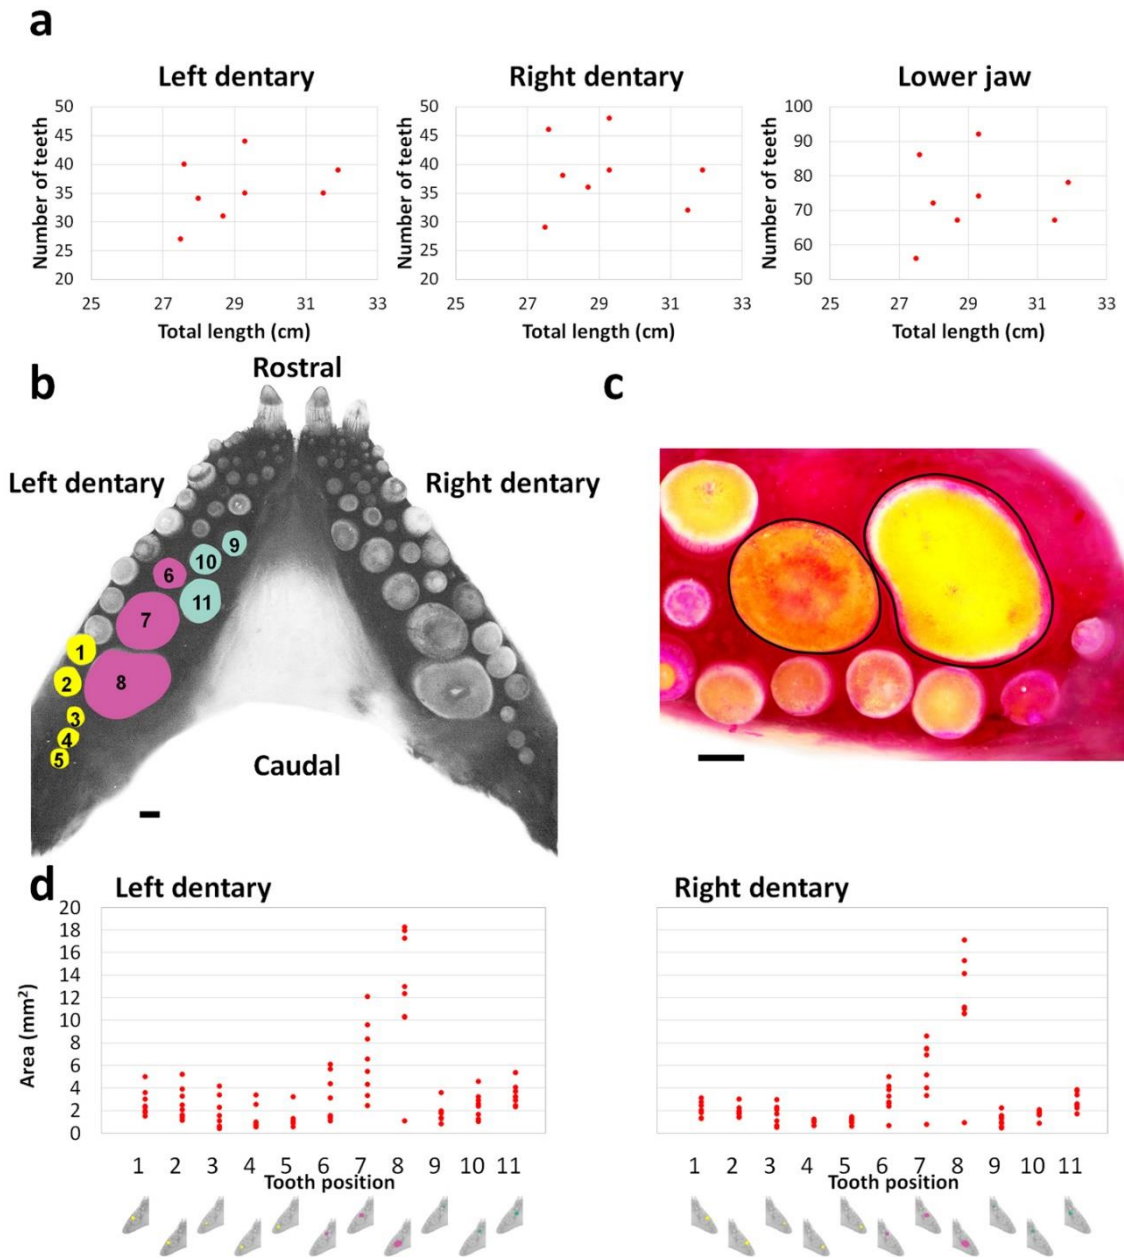 a
Left dentary
Right dentary
Lower jaw
Number of teeth
50
45
40
35
30
25
20
25 27 29 31 33
Total length (cm)
Number of teeth
50
45
40
35
30
25
20
25 27 29 31 33
Total length (cm)
Number of teeth
100
90
80
70
60
50
25 27 29 31 33
Total length (cm)
b
Rostral
Left dentary
Right dentary
Caudal
1
2
3
4
5
6
7
8
9
10
11
c
d
Left dentary
Area (mm²)
20
18
16
14
12
10
8
6
4
2
0
1 2 3 4 5 6 7 8 9 10 11
Tooth position
Right dentary
1 2 3 4 5 6 7 8 9 10 11
Tooth position